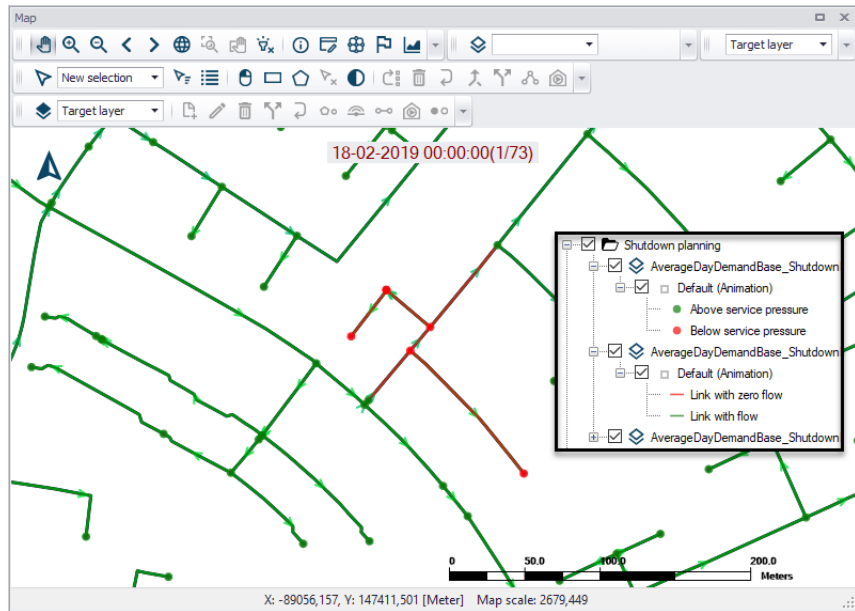 Map
Target layer
New selection
Target layer
18-02-2019 00:00:00(1/73)
Shutdown planning
AverageDayDemandBase_Shutdown
Default (Animation)
Above service pressure
Below service pressure
AverageDayDemandBase_Shutdown
Default (Animation)
Link with zero flow
Link with flow
AverageDayDemandBase_Shutdown
0 50.0 100.0 200.0
Meters
X: -89056,157, Y: 147411,501 [Meter] Map scale: 2679,449